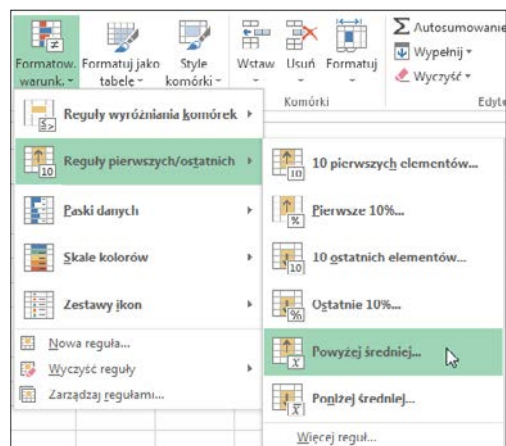 Formatow. warunk.
Formatuj jako tabelę
Style komórki
Wstaw
Usuń
Formatuj
Autosumowanie
Wypełnij
Wyczyść
Komórki
Edyt
Reguły wyróżniania komórek
Reguły pierwszych/ostatnich
Paski danych
Skale kolorów
Zestawy ikon
Nowa reguła...
Wyczyść reguły
Zarządzaj regułami...
10 pierwszych elementów...
Pierwsze 10%...
10 ostatnich elementów...
Ostatnie 10%...
Powyżej średniej...
Poniżej średniej...
Więcej reguł...